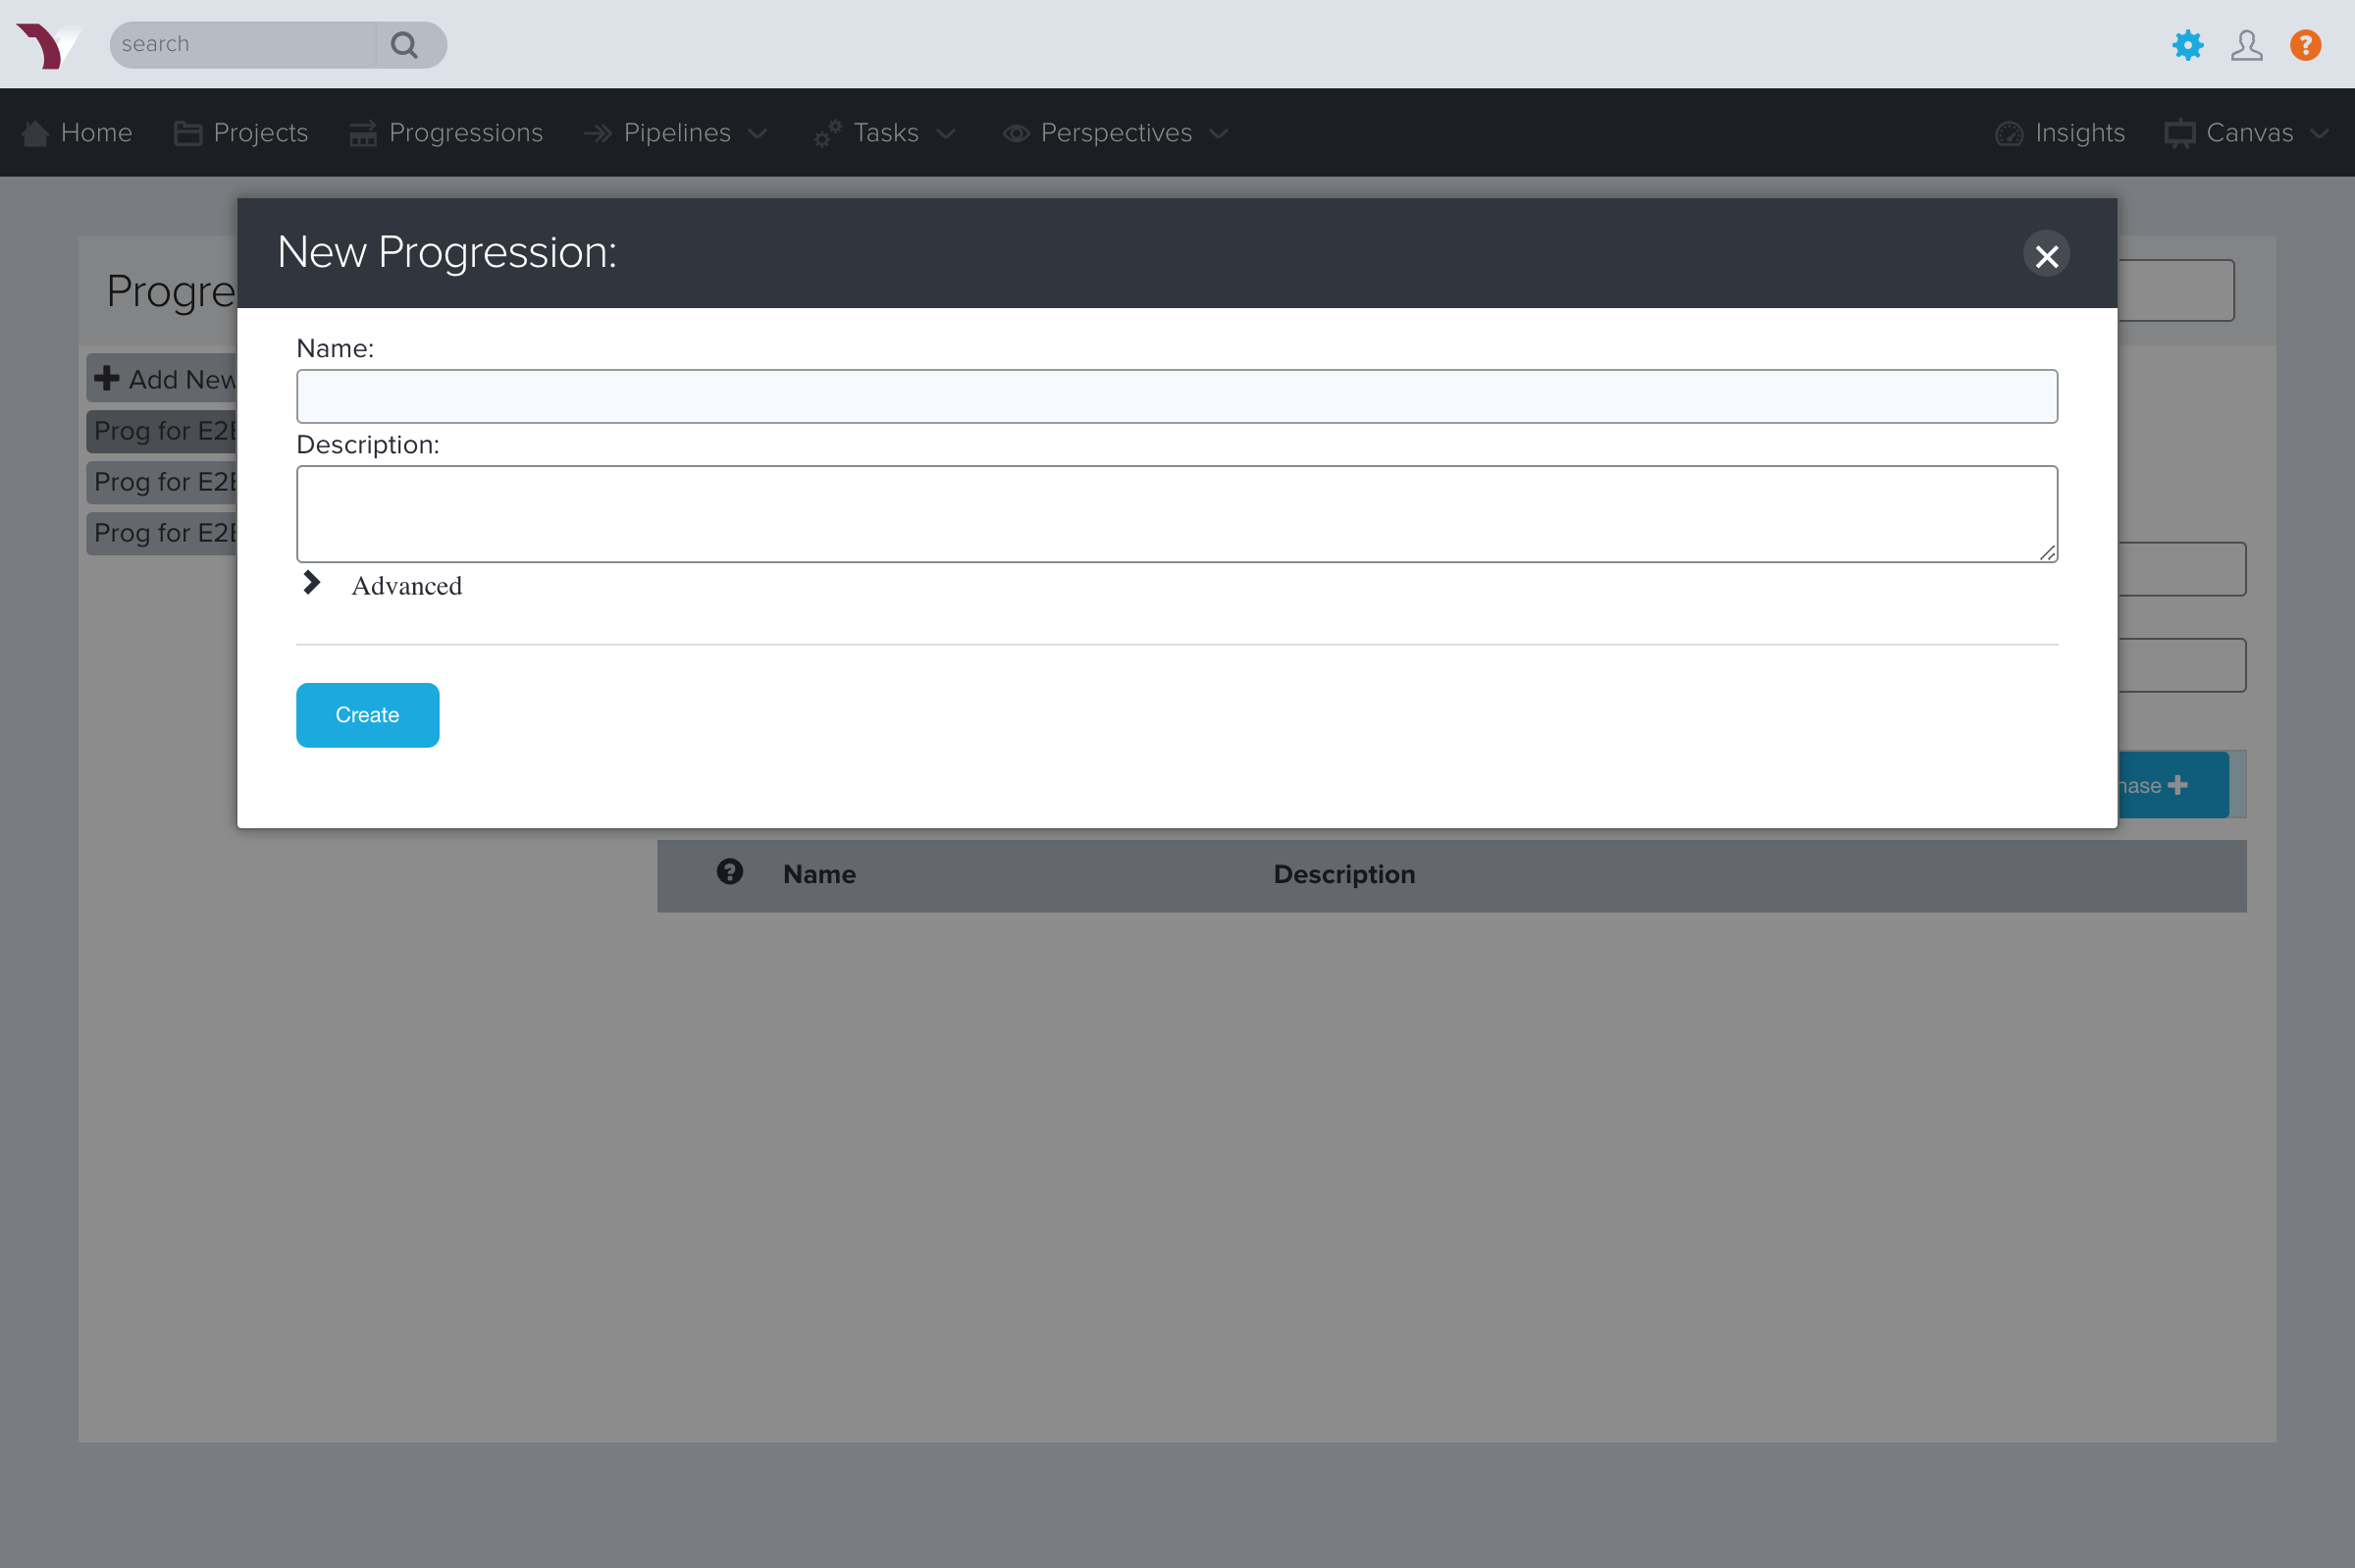 search
Home Projects Progressions Pipelines Tasks Perspectives Insights Canvas
New Progression:
Progre
Name:
Add New
Prog for E2E
Description:
Prog for E2E
Prog for E2E
Advanced
Create
hase
Name Description